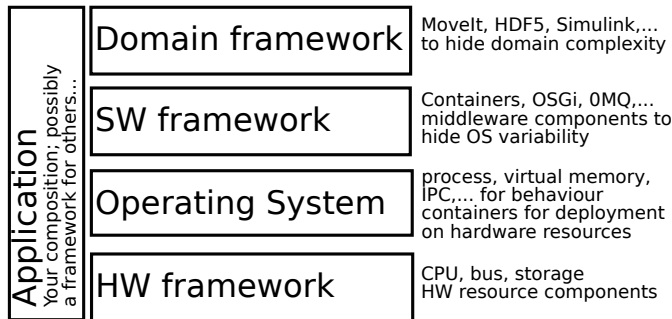 Application
Your composition; possibly
a framework for others...
Domain framework
MoveIt, HDF5, Simulink,...
to hide domain complexity
SW framework
Containers, OSGi, 0MQ,...
middleware components to
hide OS variability
Operating System
process, virtual memory,
IPC,... for behaviour
containers for deployment
on hardware resources
HW framework
CPU, bus, storage
HW resource components